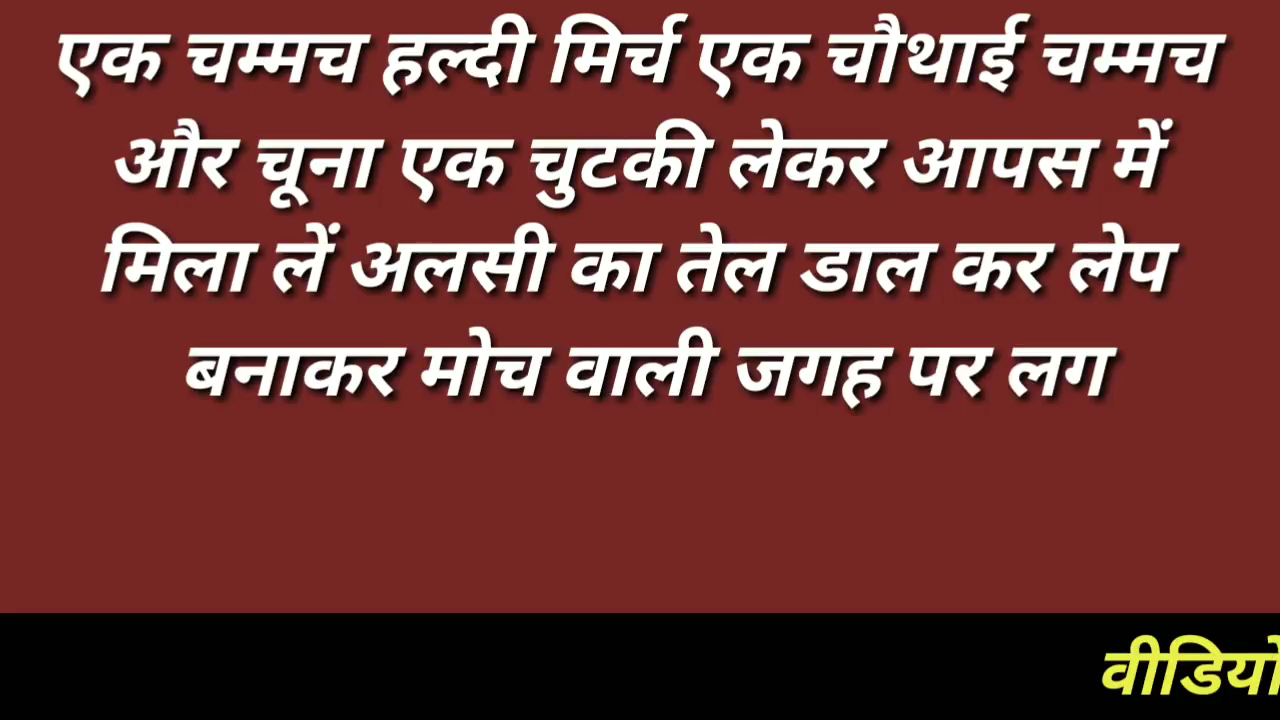 एक चम्मच हल्दी मिर्च एक चौथाई चम्मच
और चूना एक चुटकी लेकर आपस में
मिला लें अलसी का तेल डाल कर लेप
बनाकर मोच वाली जगह पर लग
वीडियो